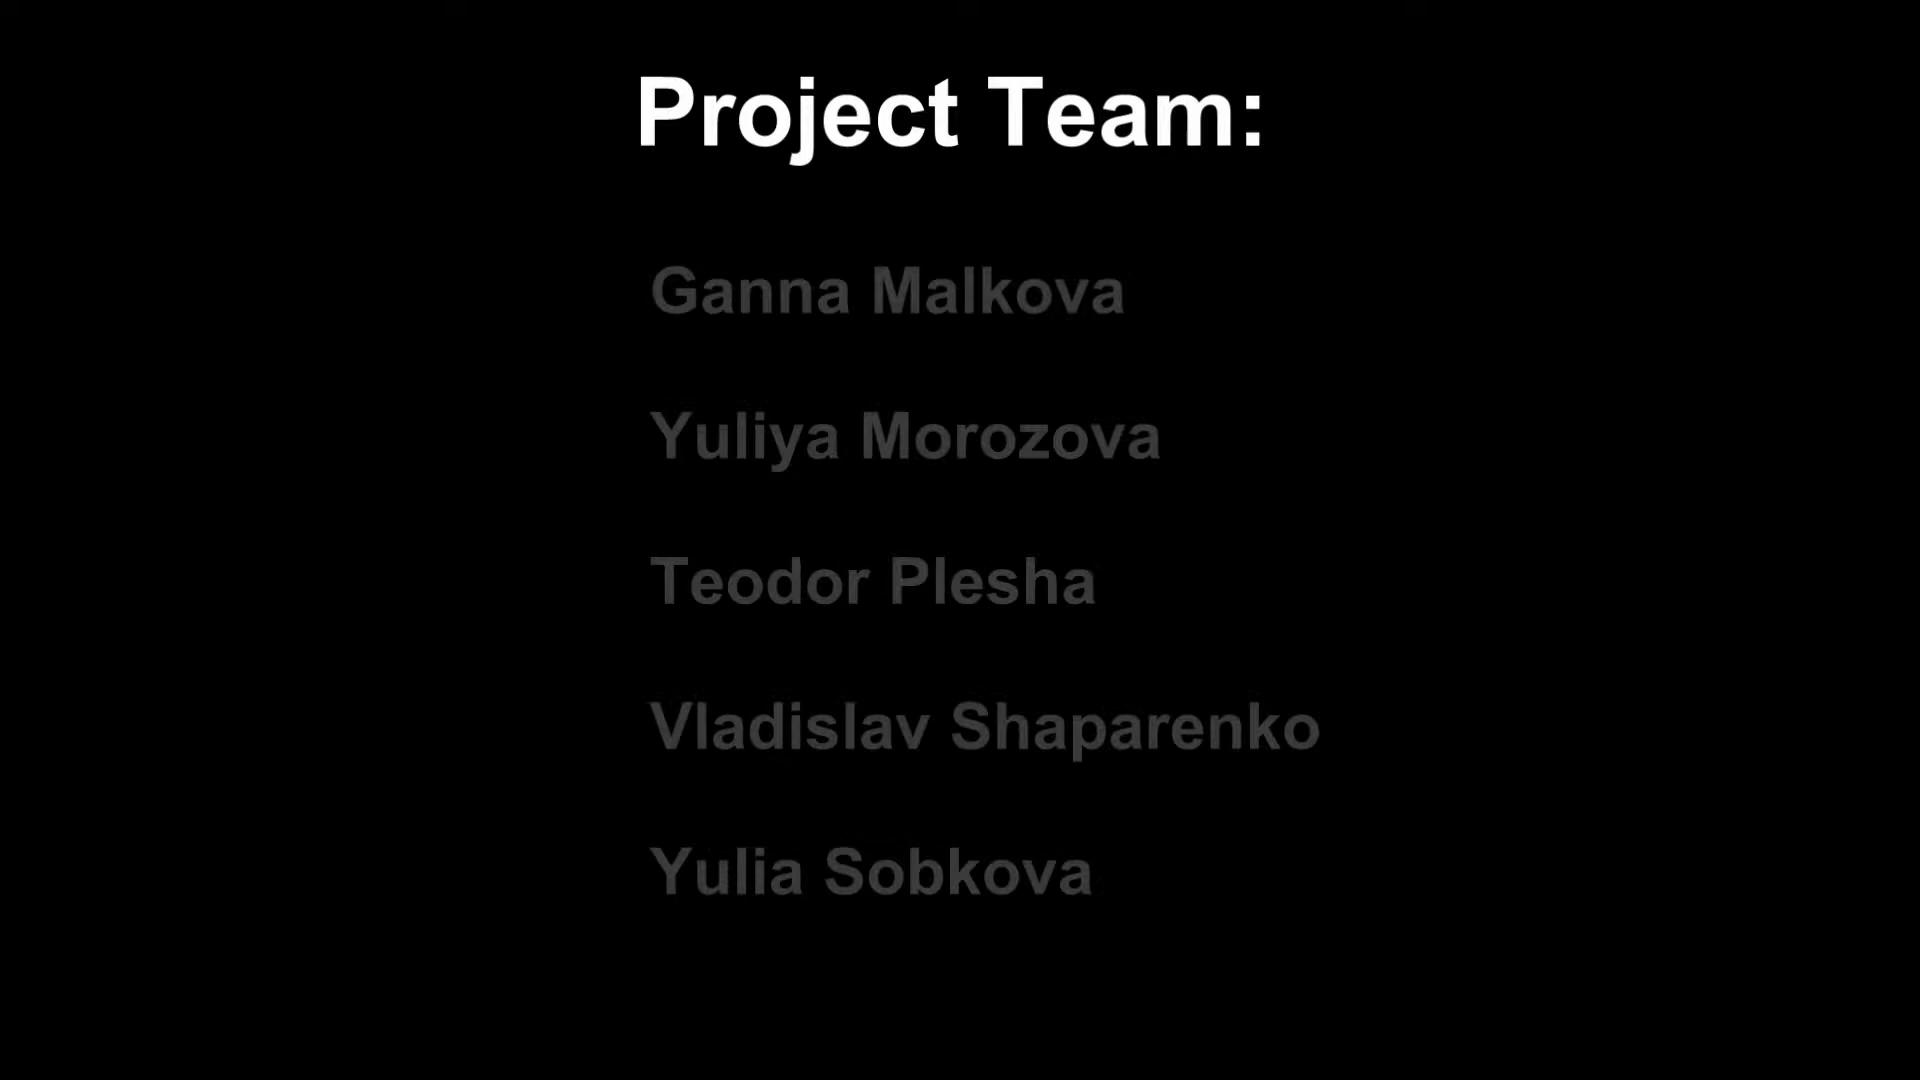 Project Team:
Ganna Malkova
Yuliya Morozova
Teodor Plesha
Vladislav Shaparenko
Yulia Sobkova